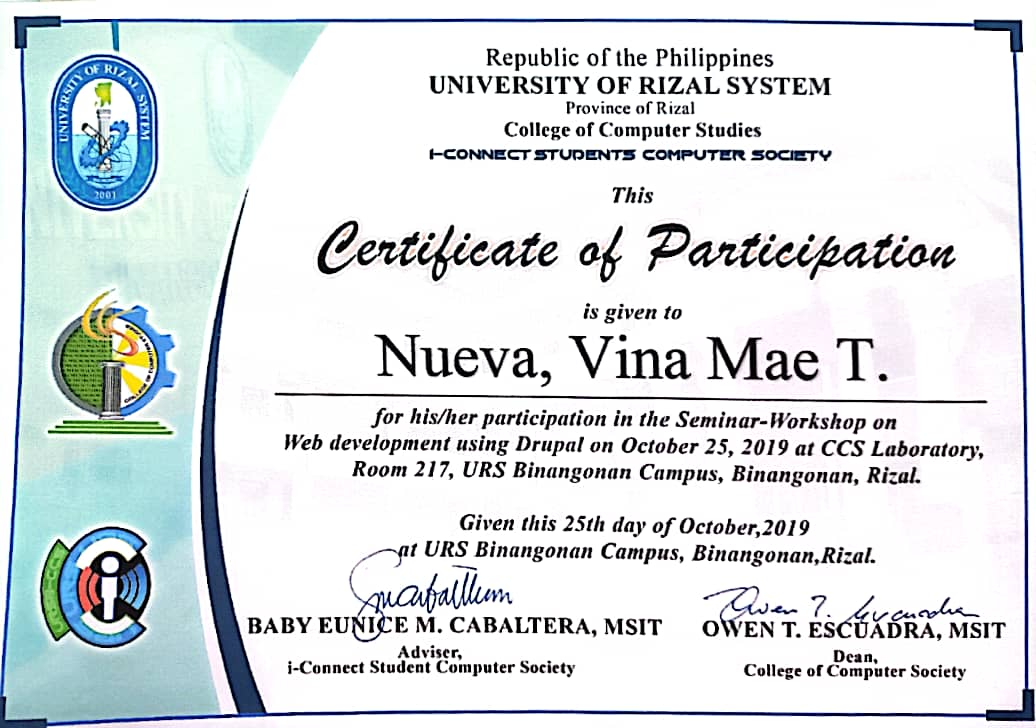 UNIVERSITY OF RIZAL SYSTEM
2001
Republic of the Philippines
UNIVERSITY OF RIZAL SYSTEM
Province of Rizal
College of Computer Studies
I-CONNECT STUDENTS COMPUTER SOCIETY
This
Certificate of Participation
is given to
Nueva, Vina Mae T.
for his/her participation in the Seminar-Workshop on
Web development using Drupal on October 25, 2019 at CCS Laboratory,
Room 217, URS Binangonan Campus, Binangonan, Rizal.
Given this 25th day of October,2019
at URS Binangonan Campus, Binangonan,Rizal.
BABY EUNICE M. CABALTERA, MSIT
Adviser,
i-Connect Student Computer Society
OWEN T. ESCUADRA, MSIT
Dean,
College of Computer Society